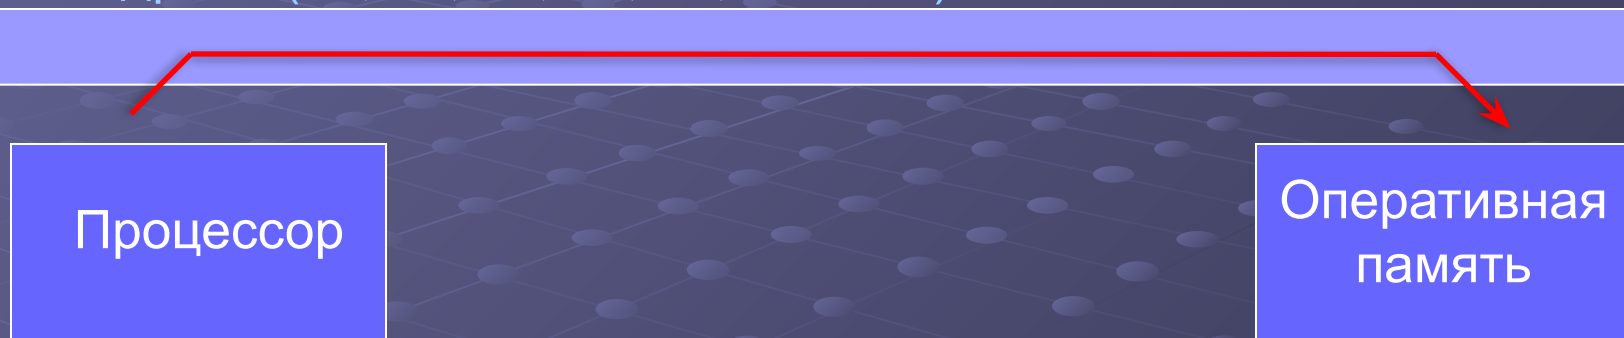 Процессор
Оперативная
память